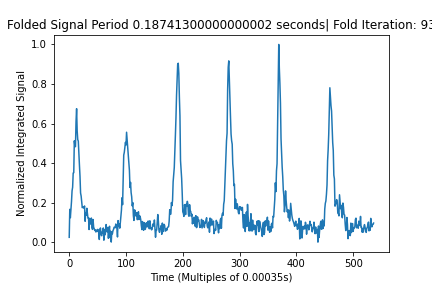 Folded Signal Period 0.18741300000000002 seconds| Fold Iteration: 93
Normalized Integrated Signal
1.0
0.8
0.6
0.4
0.2
0.0
0 100 200 300 400 500
Time (Multiples of 0.00035s)